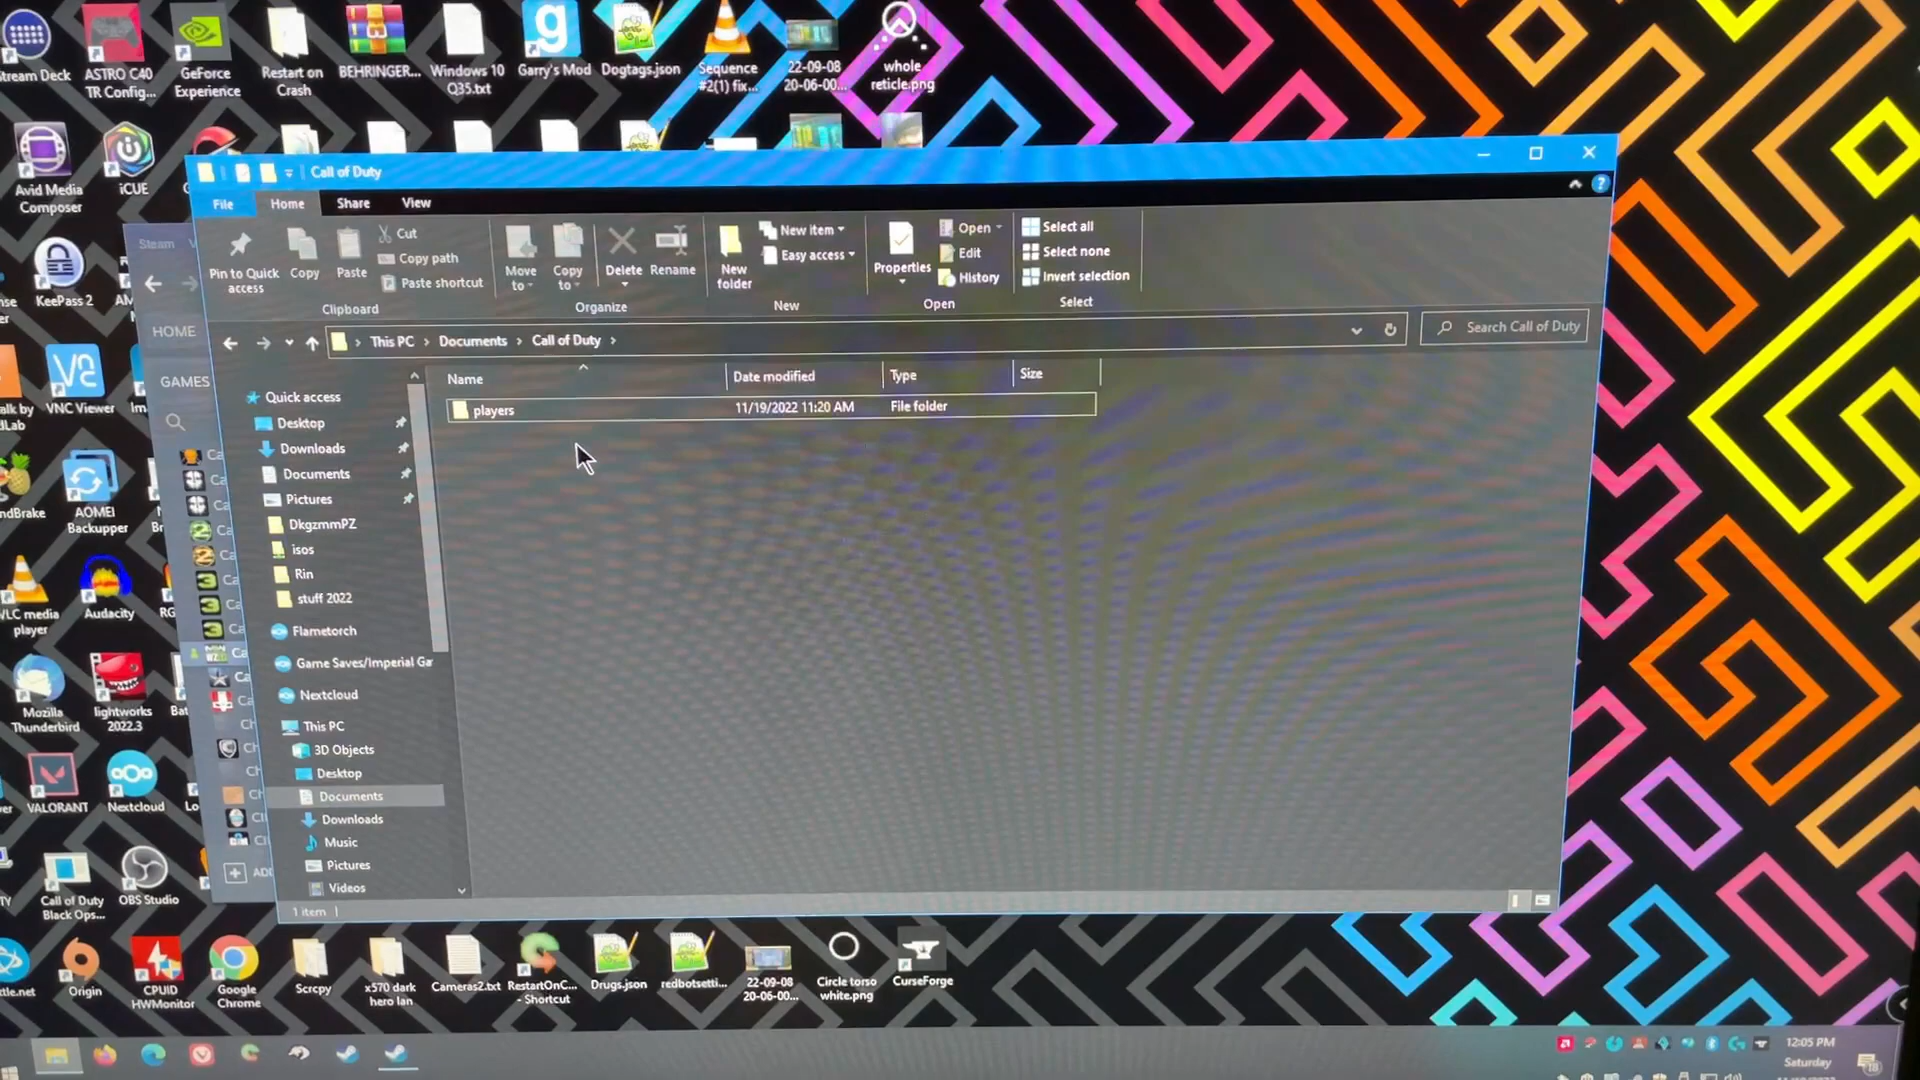 Stream Deck
ASTRO C40
TR Config...
GeForce
Experience
Restart on
Crash
BEHRINGER...
Windows 10
Q35.txt
Garry's Mod
Dogtags.json
Sequence
#2(1) fix...
22-09-08
20-06-00...
whole
reticle.png
Avid Media
Composer
iCUE
KeePass 2
VNC Viewer
AOMEI
Backupper
VLC media
player
Audacity
Mozilla
Thunderbird
lightworks
2022.3
VALORANT
Nextcloud
Call of Duty
Black Ops...
OBS Studio
Steam
HOME
GAMES
Call of Duty
File
Home
Share
View
Pin to Quick
access
Copy
Paste
Cut
Copy path
Paste shortcut
Clipboard
Move
to
Copy
to
Delete
Rename
Organize
New
folder
New item
Easy access
New
Properties
Open
Edit
History
Open
Select all
Select none
Invert selection
Select
This PC > Documents > Call of Duty >
Search Call of Duty
Name
Date modified
Type
Size
players
11/19/2022 11:20 AM
File folder
Quick access
Desktop
Downloads
Documents
Pictures
DkgzmmPZ
isos
Rin
stuff 2022
Flametorch
Game Saves/Imperial Ga
Nextcloud
This PC
3D Objects
Desktop
Documents
Downloads
Music
Pictures
Videos
1 item
Origin
CPUID
HWMonitor
Google
Chrome
Scrcpy
x570 dark
hero lan
Cameras2.txt
RestartOnC...
- Shortcut
Drugs.json
redbotsetti...
22-09-08
20-06-00...
Circle torso
white.png
CurseForge
12:05 PM
Saturday